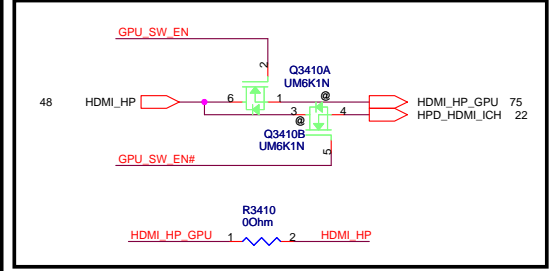 GPU_SW_EN
2
Q3410A
UM6K1N
@
48 HDMI_HP 6 1 HDMI_HP_GPU 75
3 4 HPD_HDMI_ICH 22
@
Q3410B
UM6K1N
5
GPU_SW_EN#
R3410
0Ohm
HDMI_HP_GPU 1 2 HDMI_HP